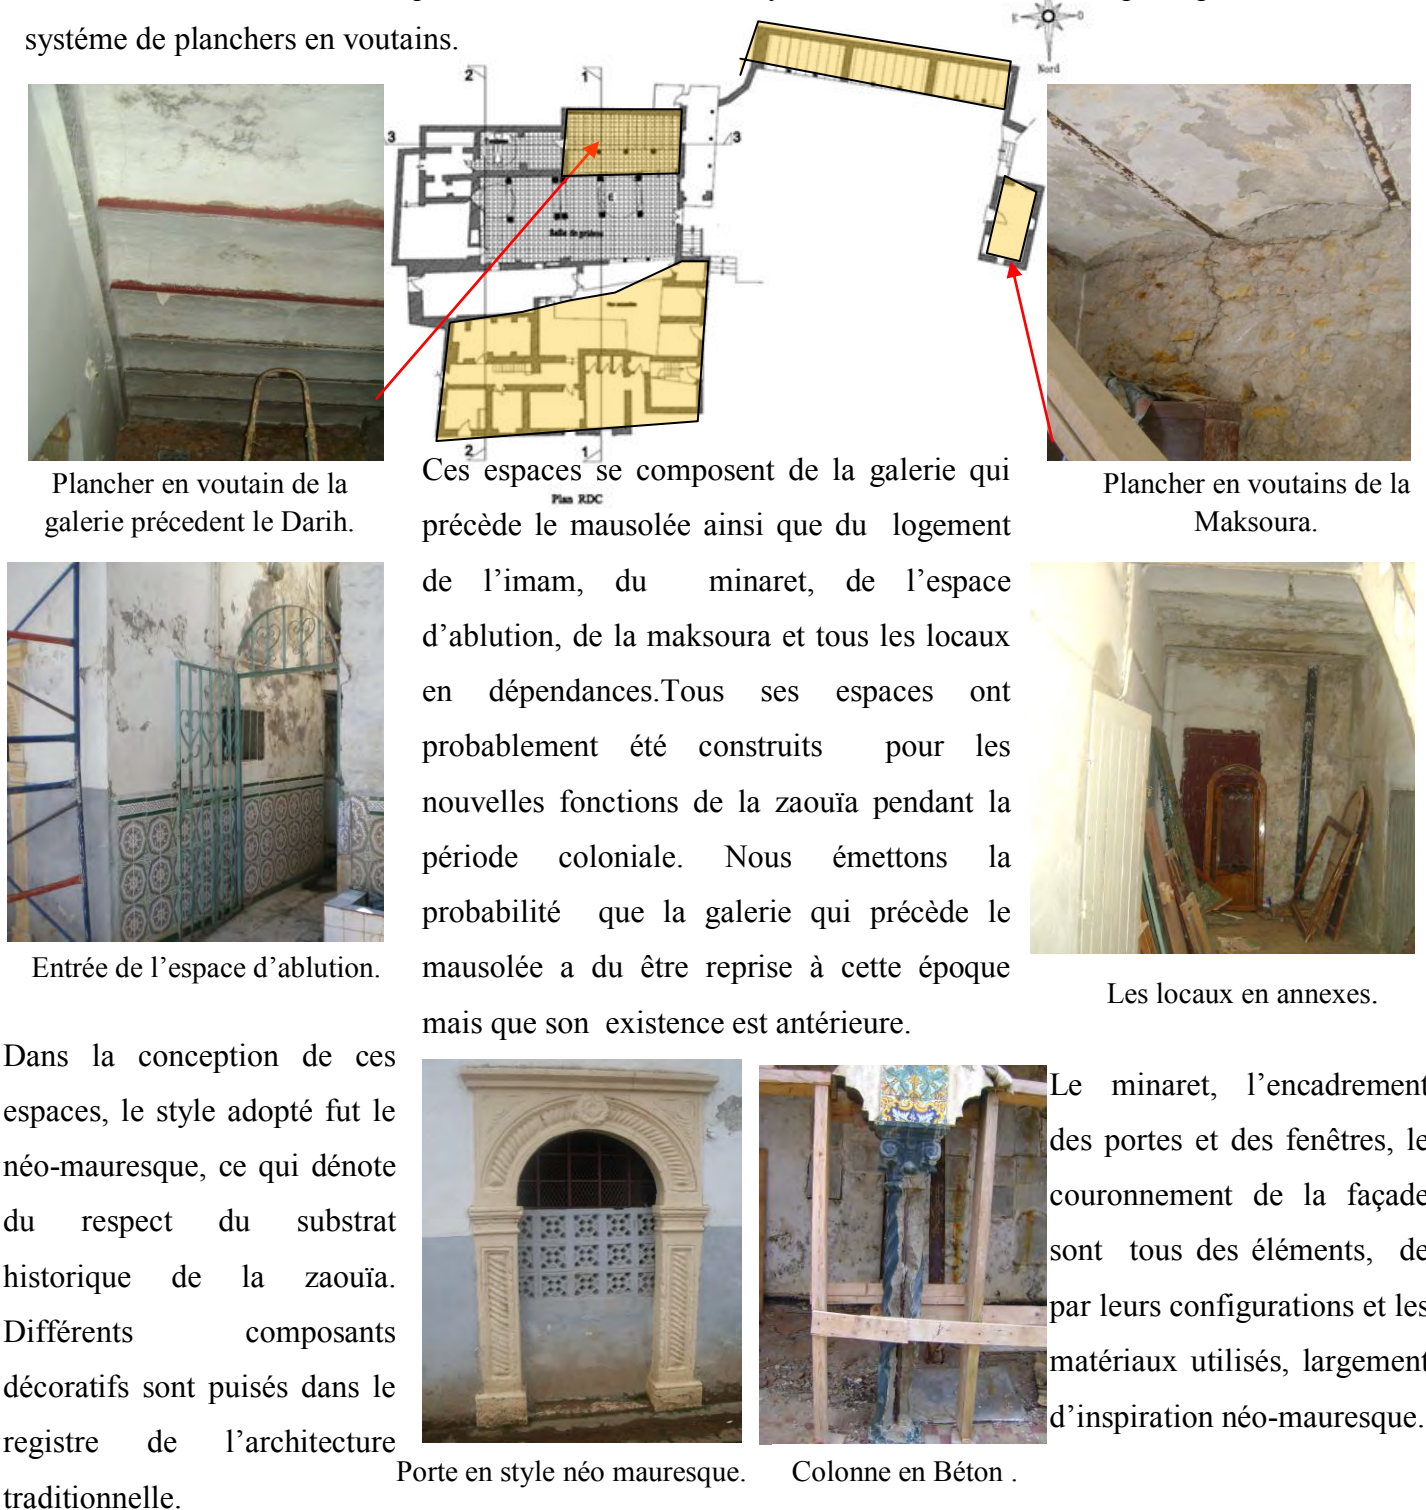 systéme de planchers en voutains.
E
D
Nord
2
1
3
3
E
Salle de prière
2
1
Plan RDC
Plancher en voutain de la
galerie précedent le Darih.
Plancher en voutains de la
Maksoura.
Ces espaces se composent de la galerie qui
précède le mausolée ainsi que du logement
de l’imam, du minaret, de l’espace
d’ablution, de la maksoura et tous les locaux
en dépendances.Tous ses espaces ont
probablement été construits pour les
nouvelles fonctions de la zaouïa pendant la
période coloniale. Nous émettons la
probabilité que la galerie qui précède le
mausolée a du être reprise à cette époque
mais que son existence est antérieure.
Entrée de l’espace d’ablution.
Les locaux en annexes.
Dans la conception de ces
espaces, le style adopté fut le
néo-mauresque, ce qui dénote
du respect du substrat
historique de la zaouïa.
Différents composants
décoratifs sont puisés dans le
registre de l’architecture
traditionnelle.
Porte en style néo mauresque.
Colonne en Béton .
Le minaret, l’encadrement
des portes et des fenêtres, le
couronnement de la façade
sont tous des éléments, de
par leurs configurations et les
matériaux utilisés, largement
d’inspiration néo-mauresque.